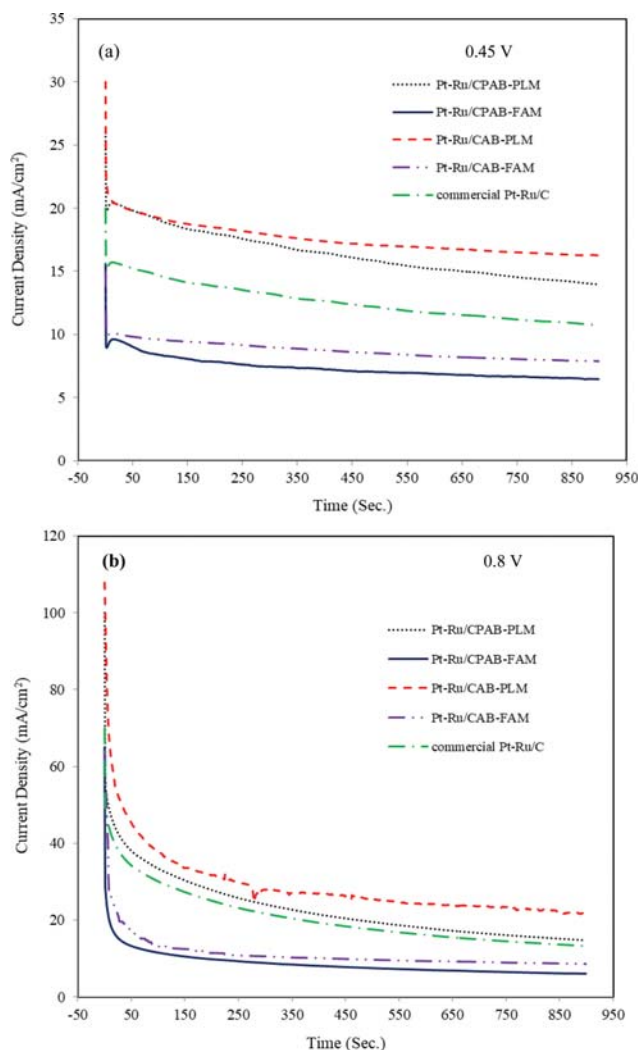 (a)
0.45 V
Pt-Ru/CPAB-PLM
Pt-Ru/CPAB-FAM
Pt-Ru/CAB-PLM
Pt-Ru/CAB-FAM
commercial Pt-Ru/C
Current Density (mA/cm²)
35
30
25
20
15
10
5
0
-50 50 150 250 350 450 550 650 750 850 950
Time (Sec.)
(b)
0.8 V
Pt-Ru/CPAB-PLM
Pt-Ru/CPAB-FAM
Pt-Ru/CAB-PLM
Pt-Ru/CAB-FAM
commercial Pt-Ru/C
Current Density (mA/cm²)
120
100
80
60
40
20
0
-50 50 150 250 350 450 550 650 750 850 950
Time (Sec.)